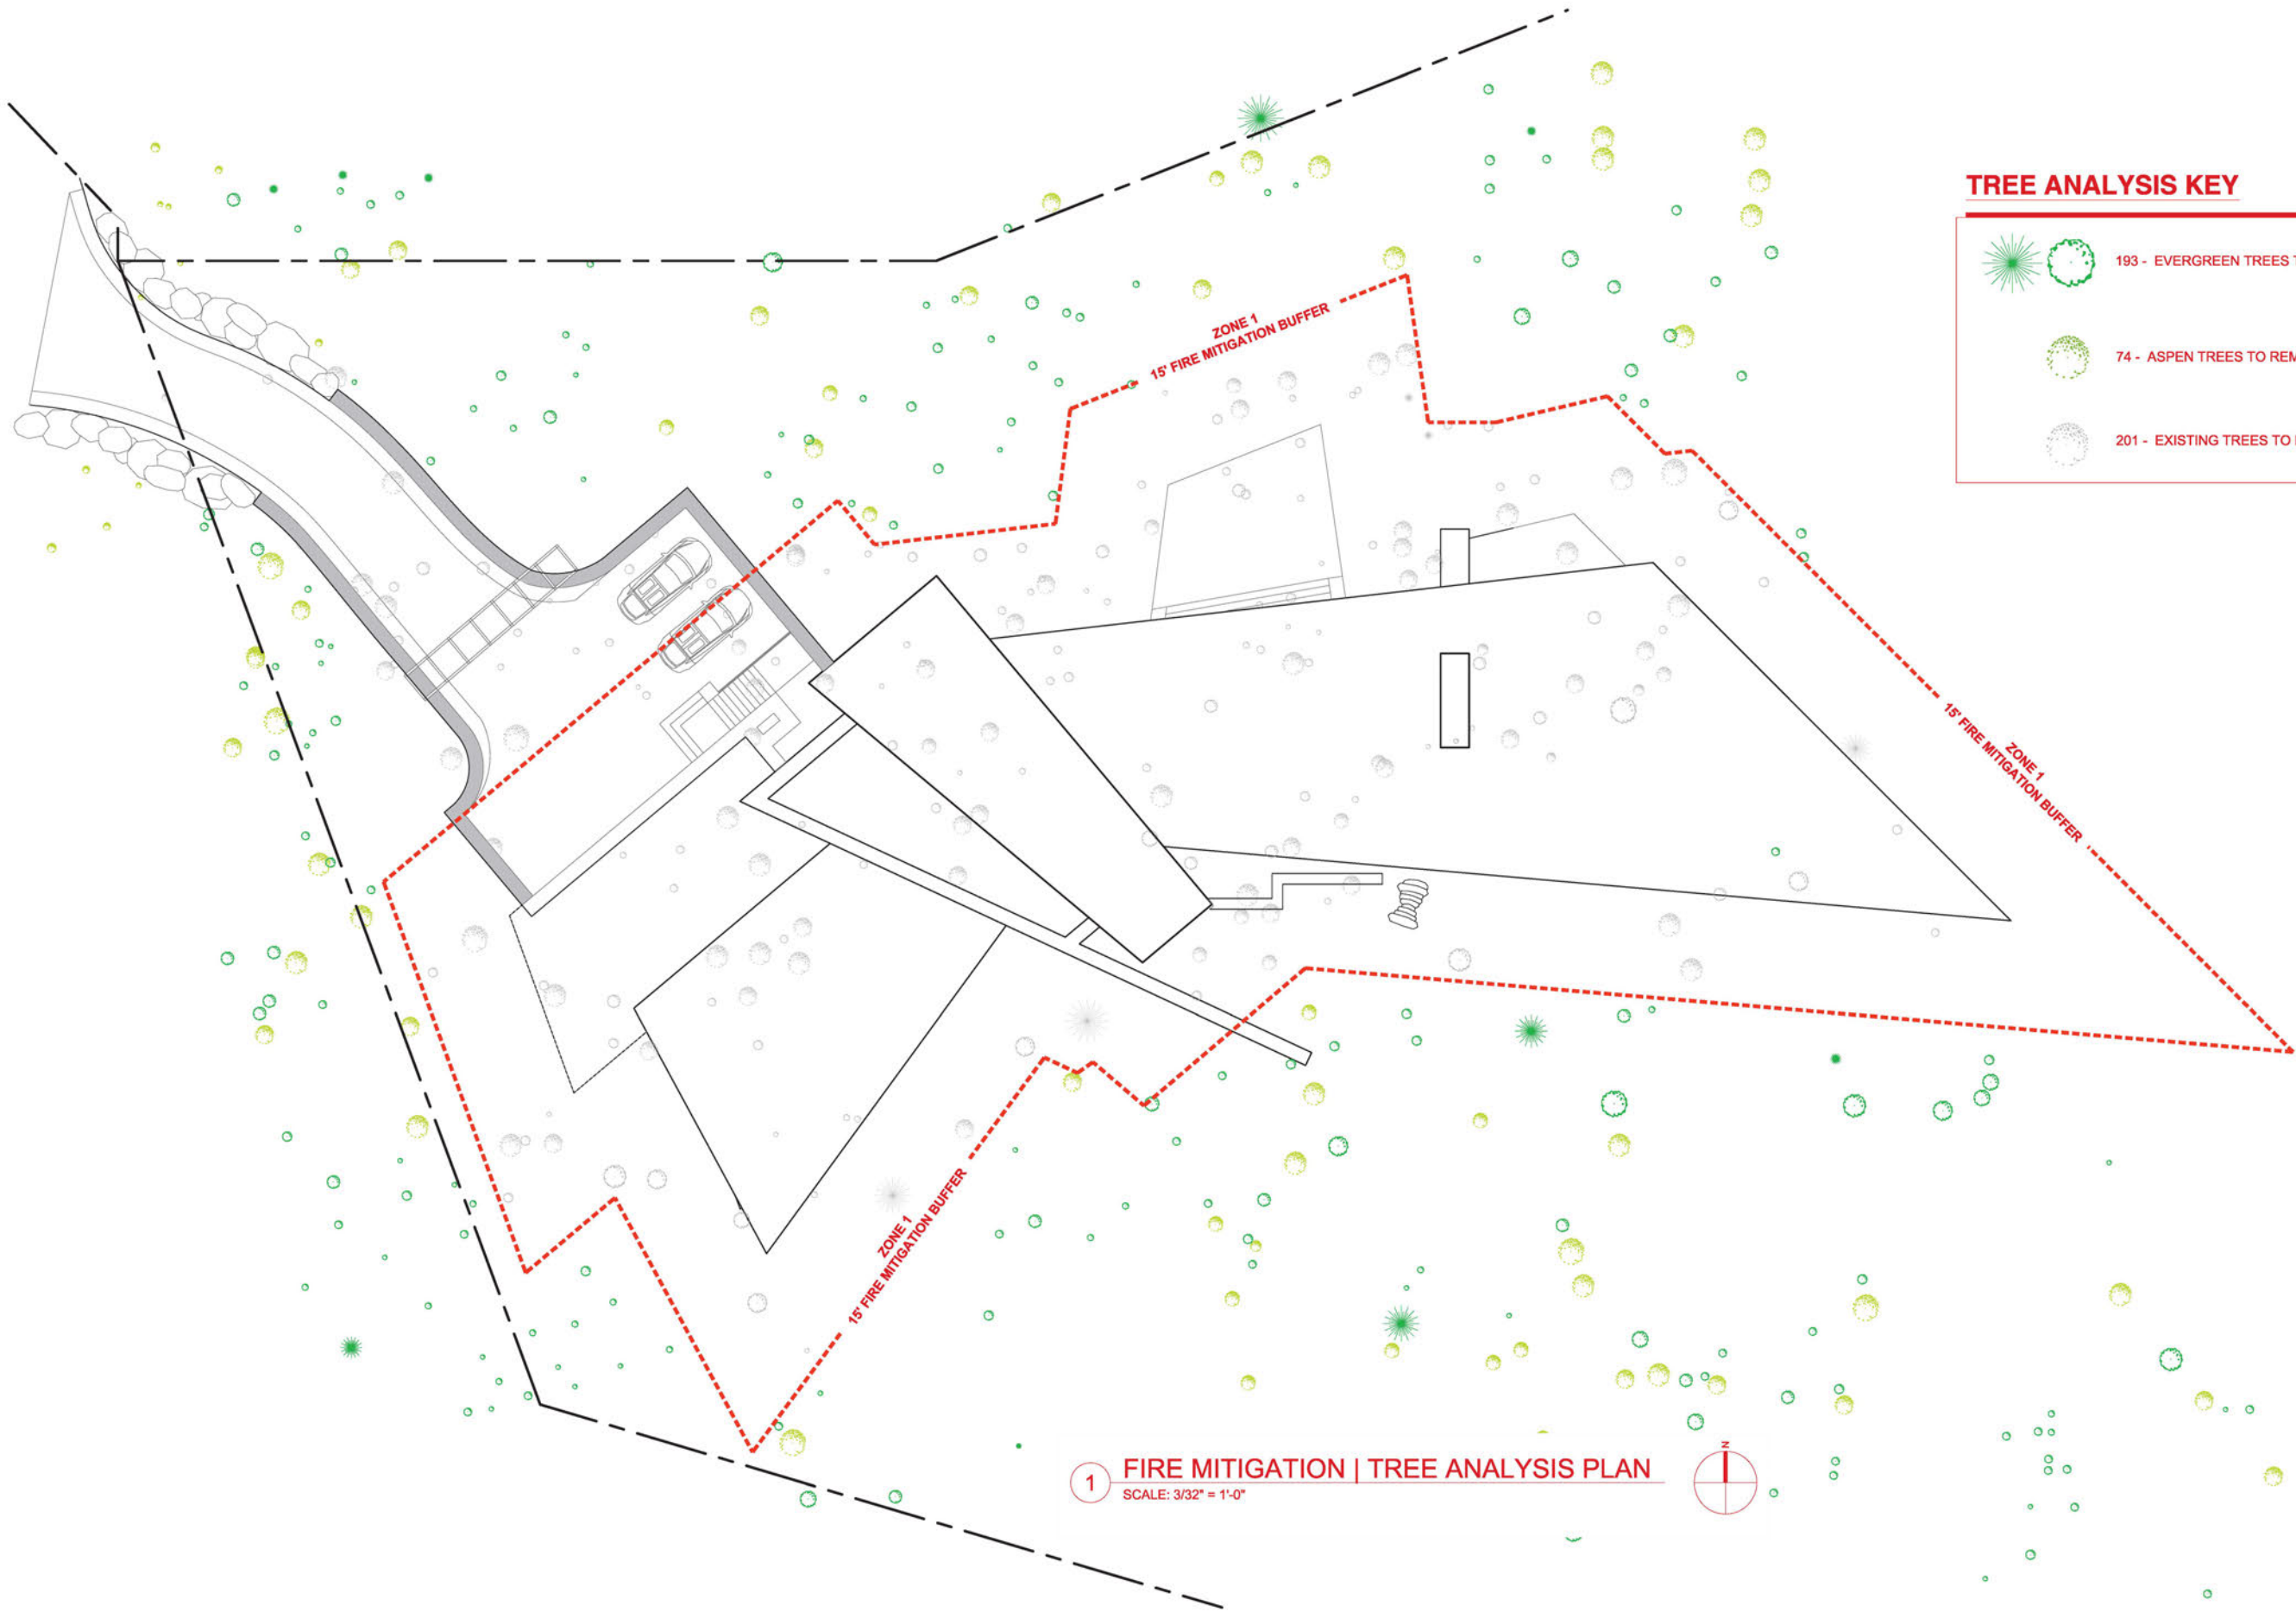 TREE ANALYSIS KEY
193 - EVERGREEN TREES
74 - ASPEN TREES TO REM
201 - EXISTING TREES TO
ZONE 1
15' FIRE MITIGATION BUFFER
ZONE 1
15' FIRE MITIGATION BUFFER
ZONE 1
15' FIRE MITIGATION BUFFER
1
FIRE MITIGATION | TREE ANALYSIS PLAN
SCALE: 3/32" = 1'-0"
N